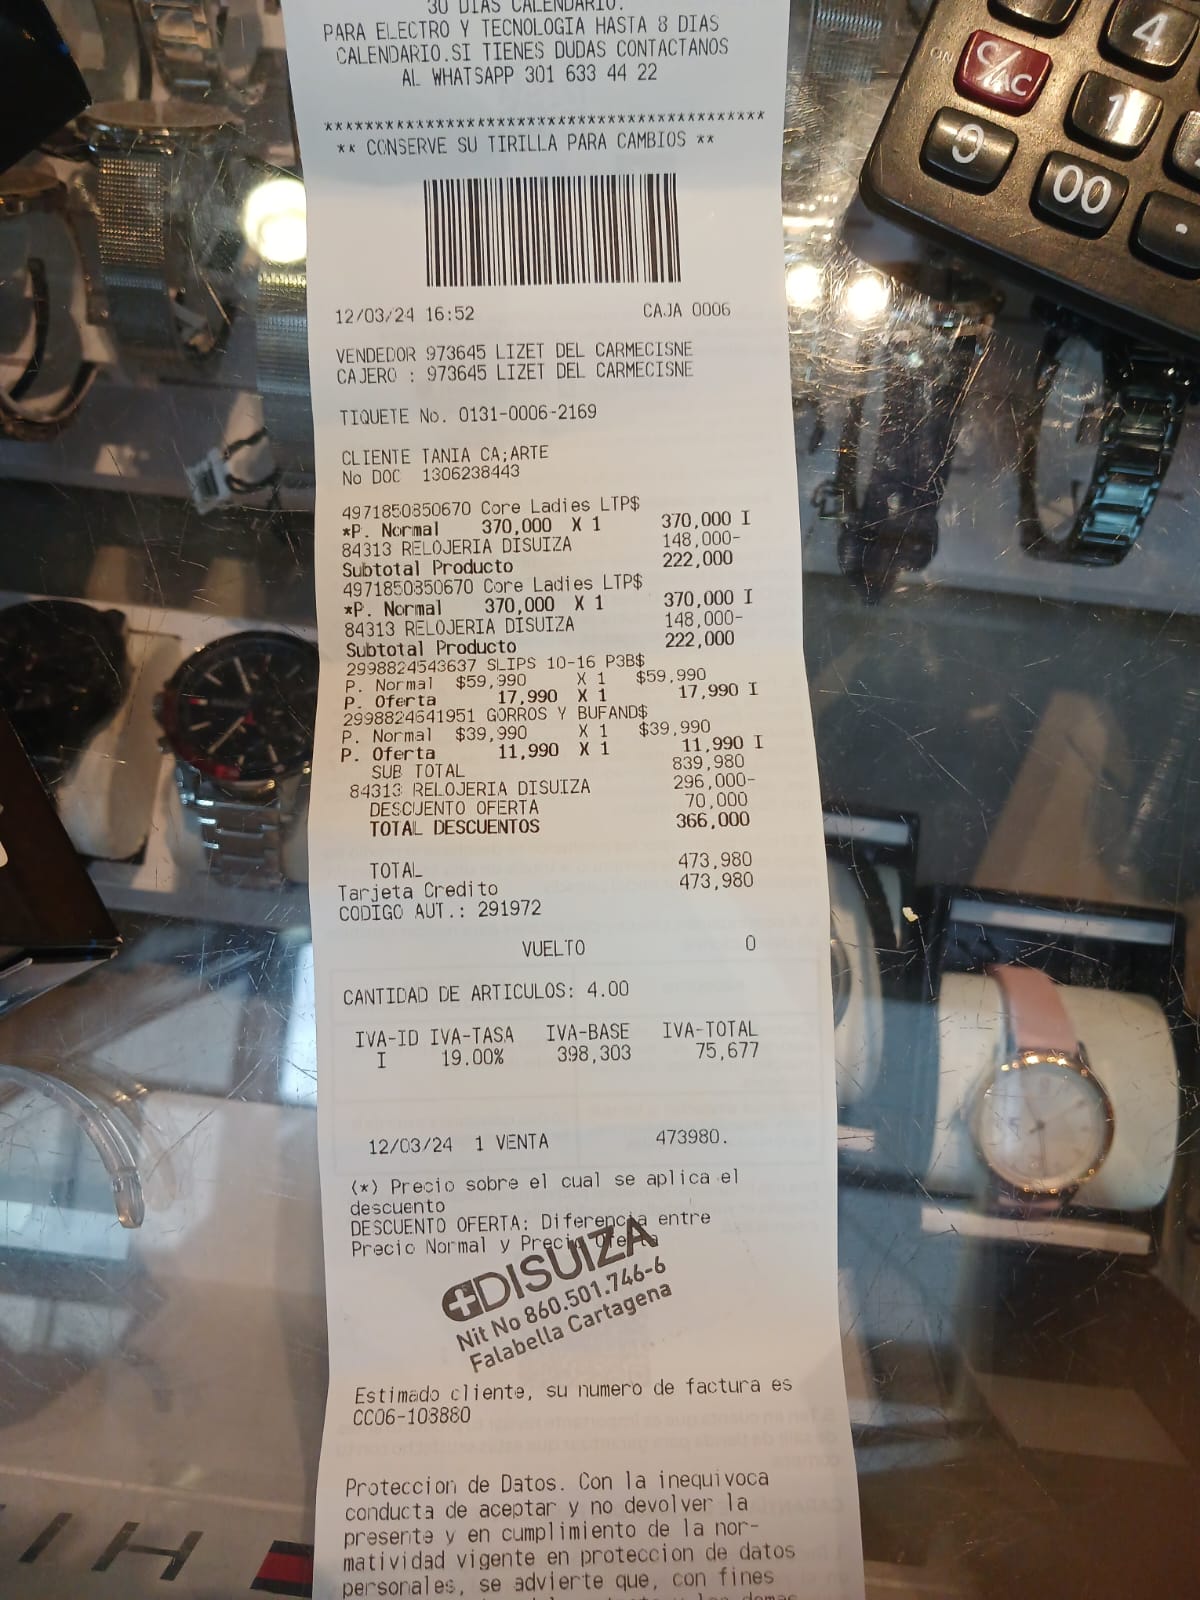 30 DIAS CALENDARIO.
PARA ELECTRO Y TECNOLOGIA HASTA 8 DIAS
CALENDARIO.SI TIENES DUDAS CONTACTANOS
AL WHATSAPP 301 633 44 22
*******************************************
** CONSERVE SU TIRILLA PARA CAMBIOS **
12/03/24 16:52 CAJA 0006
VENDEDOR 973645 LIZET DEL CARMECISNE
CAJERO : 973645 LIZET DEL CARMECISNE
TIQUETE No. 0131-0006-2169
CLIENTE TANIA CA;ARTE
No DOC 1306238443
4971850850670 Core Ladies LTP$
*P. Normal 370,000 X 1 370,000 I
84313 RELOJERIA DISUIZA 148,000-
Subtotal Producto 222,000
4971850850670 Core Ladies LTP$
*P. Normal 370,000 X 1 370,000 I
84313 RELOJERIA DISUIZA 148,000-
Subtotal Producto 222,000
2998824543637 SLIPS 10-16 P3B$
P. Normal $59,990 X 1 $59,990
P. Oferta 17,990 X 1 17,990 I
2998824641951 GORROS Y BUFAND$
P. Normal $39,990 X 1 $39,990
P. Oferta 11,990 X 1 11,990 I
SUB TOTAL 839,980
84313 RELOJERIA DISUIZA 296,000-
DESCUENTO OFERTA 70,000
TOTAL DESCUENTOS 366,000
TOTAL 473,980
Tarjeta Credito 473,980
CODIGO AUT.: 291972
VUELTO 0
CANTIDAD DE ARTICULOS: 4.00
IVA-ID IVA-TASA IVA-BASE IVA-TOTAL
I 19.00% 398,303 75,677
12/03/24 1 VENTA 473980.
(*) Precio sobre el cual se aplica el
descuento
DESCUENTO OFERTA: Diferencia entre
Precio Normal y Precio Oferta
DISUIZA
Nit No 860.501.746-6
Falabella Cartagena
Estimado cliente, su numero de factura es
CC06-108880
Proteccion de Datos. Con la inequivoca
conducta de aceptar y no devolver la
presente y en cumplimiento de la nor-
matividad vigente en proteccion de datos
personales, se advierte que, con fines
ON
C/AC
4
1
0
00
.
HI